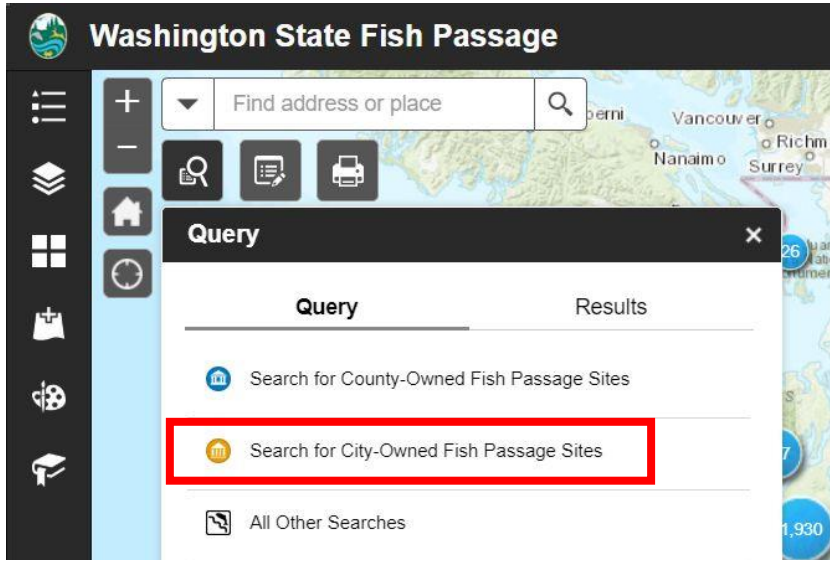 Washington State Fish Passage
Find address or place
Vancouver
Nanaimo
Richm
Surrey
Query
26
Query
Results
Search for County-Owned Fish Passage Sites
Search for City-Owned Fish Passage Sites
All Other Searches
7
1,930